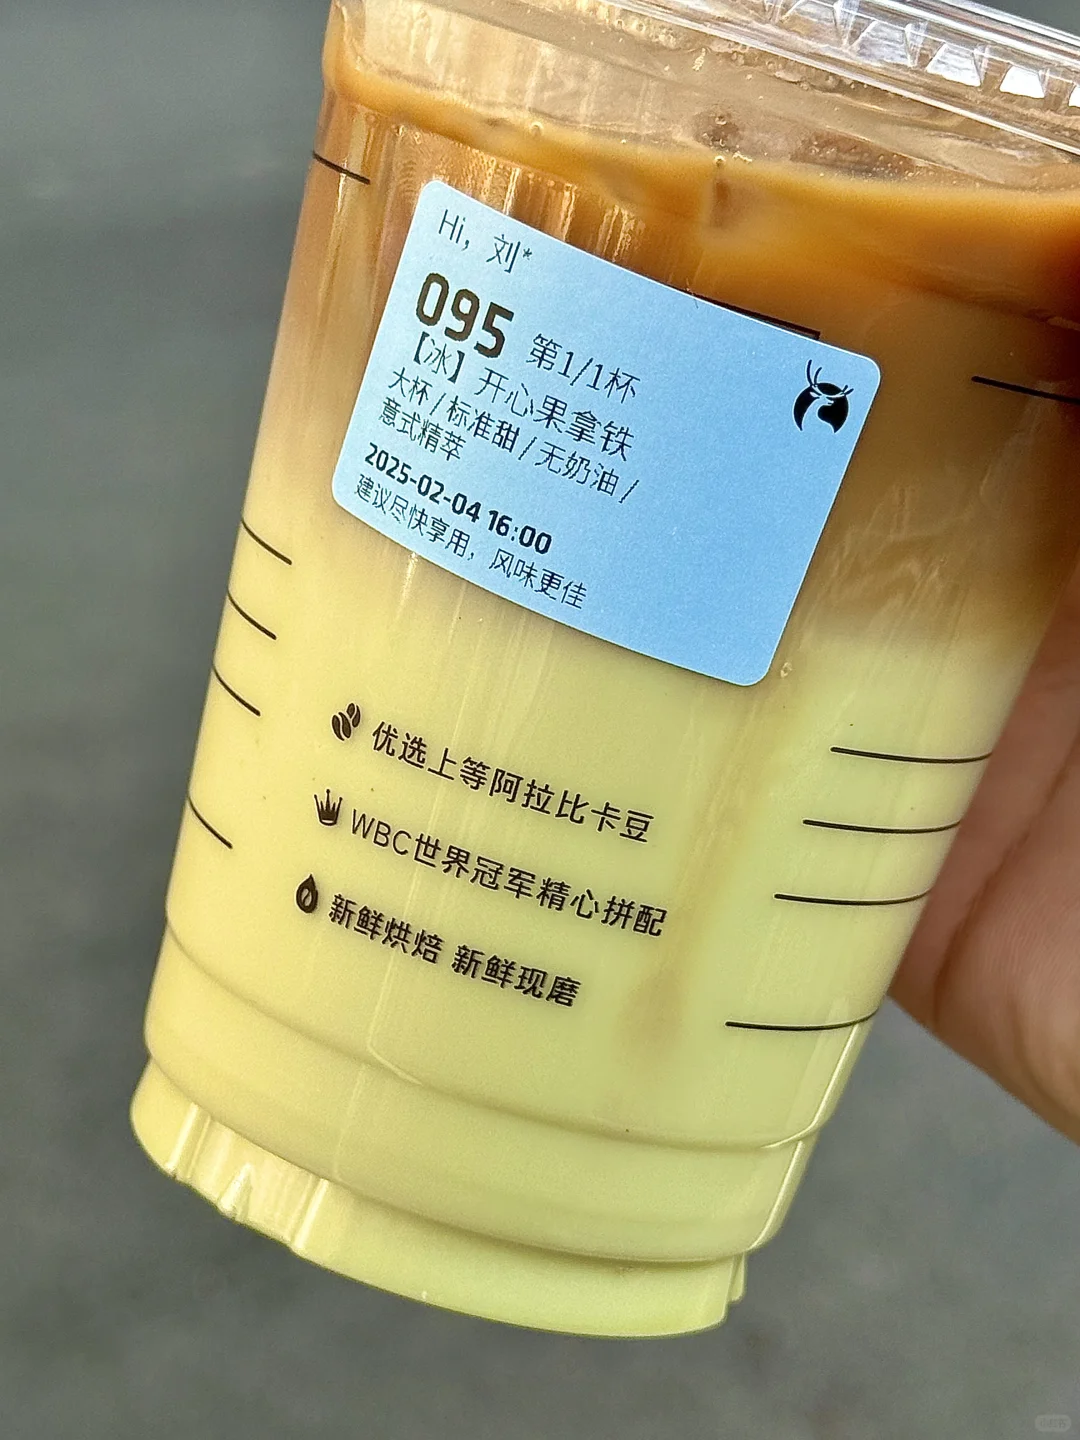 Hi, 刘*
095 第1/1杯
【冰】开心果拿铁
大杯/标准甜/无奶油/
意式精萃
2025-02-04 16:00
建议尽快享用，风味更佳
优选上等阿拉比卡豆
WBC世界冠军精心拼配
新鲜烘焙 新鲜现磨